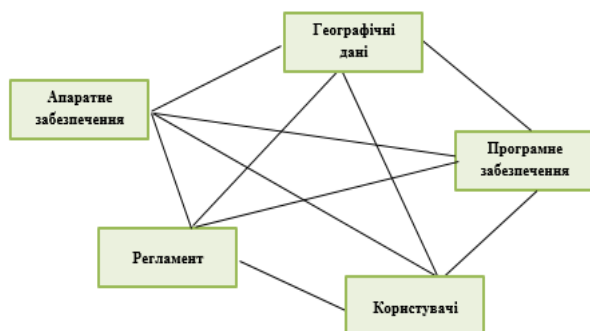 Географічні
дані
Апаратне
забезпечення
Програмне
забезпечення
Регламент
Користувачі